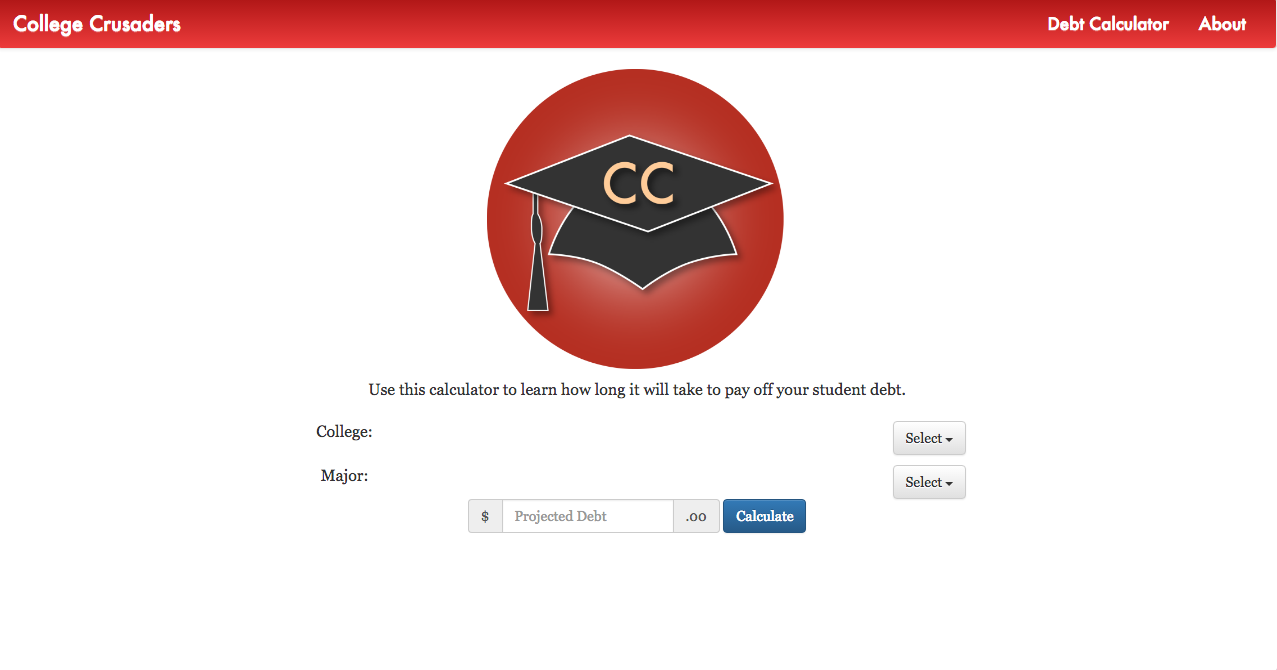 College Crusaders Debt Calculator About
CC
Use this calculator to learn how long it will take to pay off your student debt.
College: Select
Major: Select
$ Projected Debt .00 Calculate